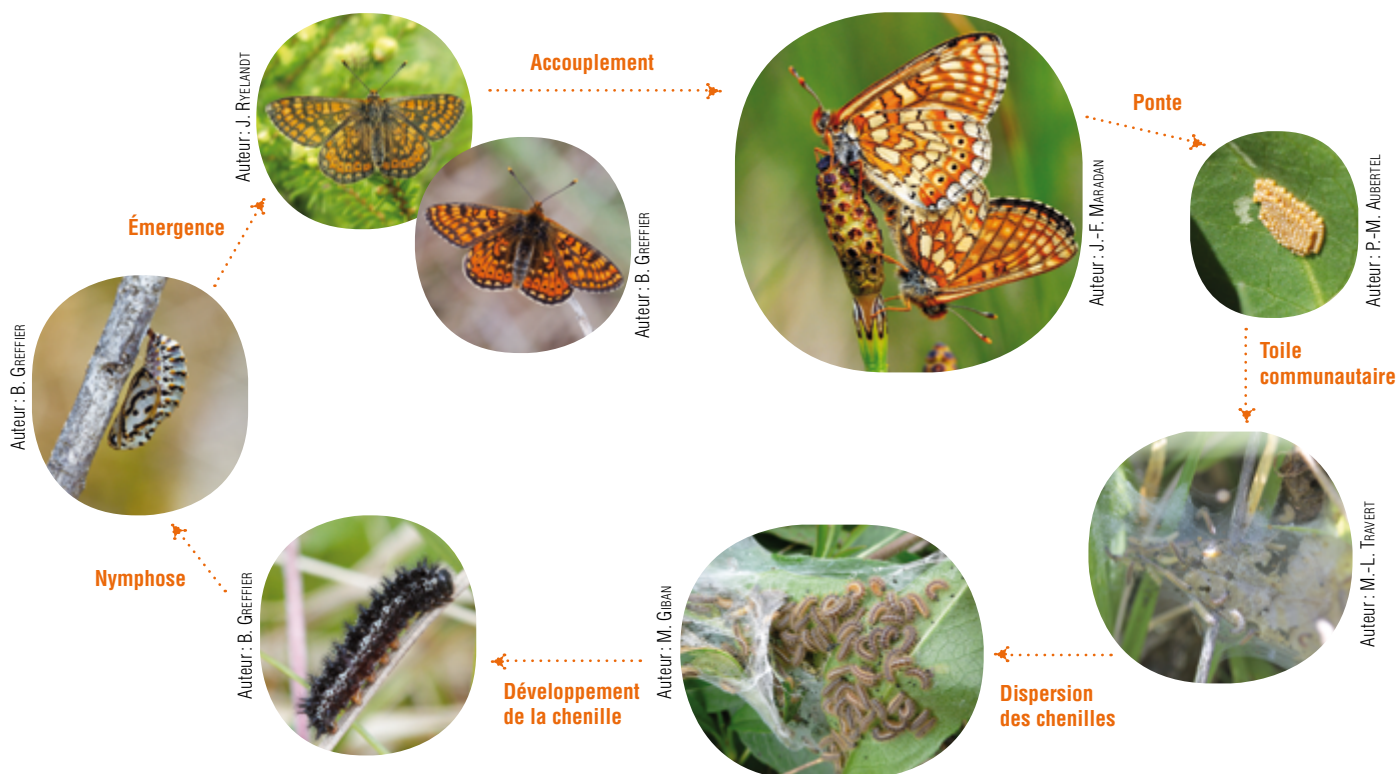 Accouplement
Auteur : J. RYELANDT
Ponte
Auteur : B. GREFFIER
Auteur : J.-F. MARADAN
Auteur : P.-M. AUBERTEL
Émergence
Auteur : B. GREFFIER
Toile
communautaire
Auteur : M.-L. TRAVERT
Dispersion
des chenilles
Auteur : M. GIBAN
Développement
de la chenille
Auteur : B. GREFFIER
Nymphose